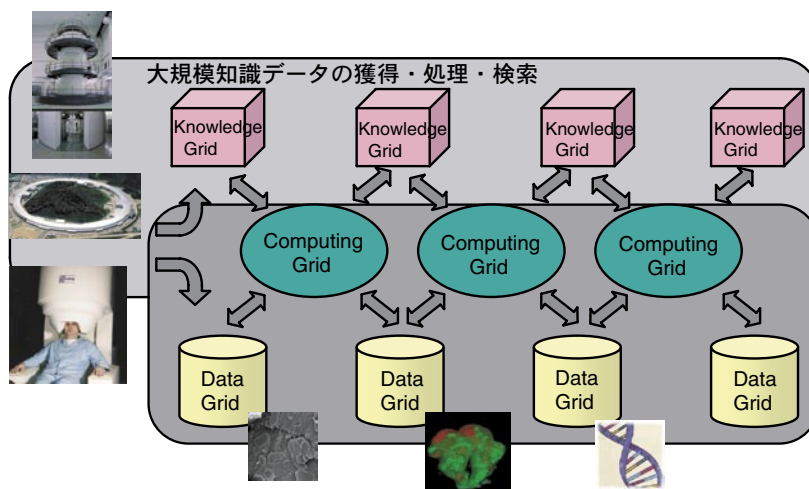 大規模知識データの獲得・処理・検索
Knowledge
Grid
Knowledge
Grid
Knowledge
Grid
Knowledge
Grid
Computing
Grid
Computing
Grid
Computing
Grid
Data
Grid
Data
Grid
Data
Grid
Data
Grid